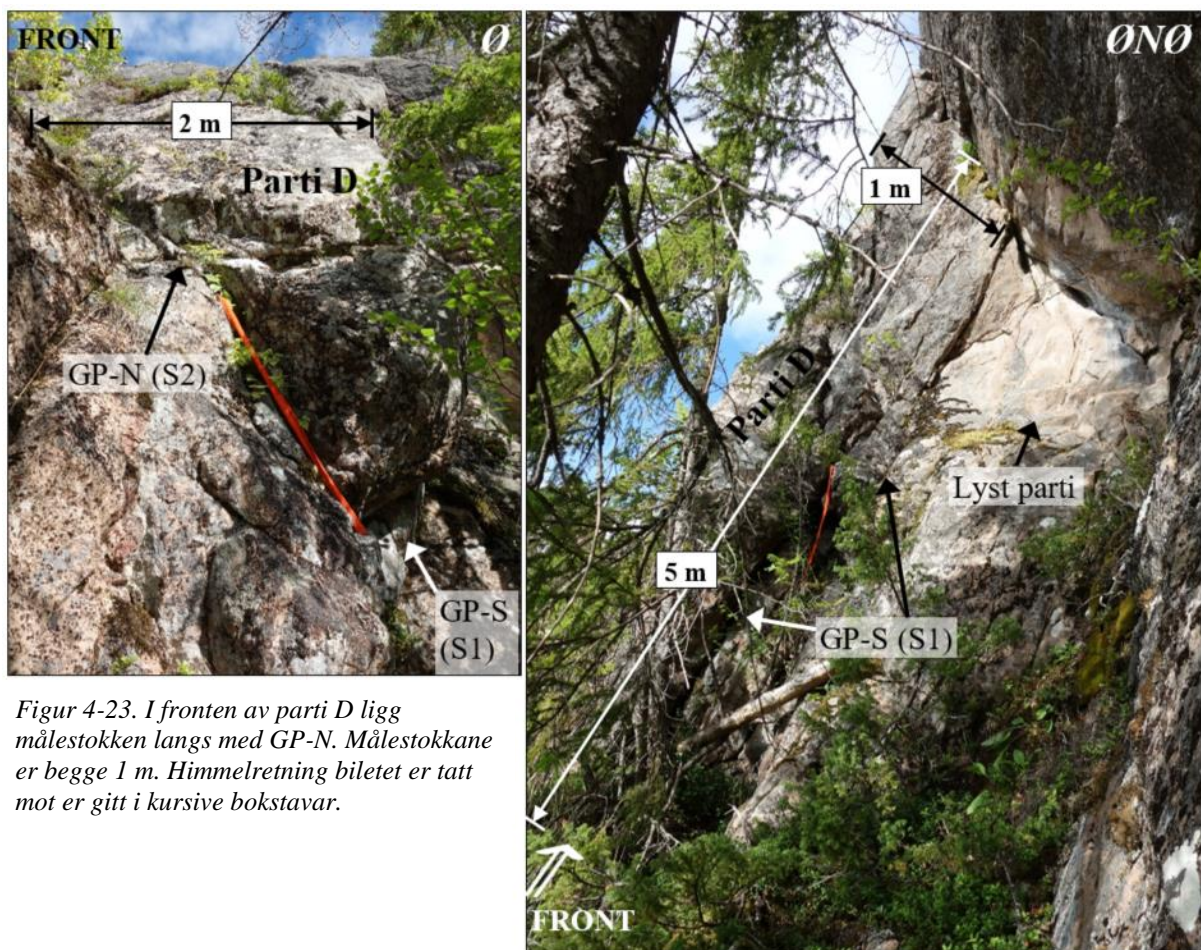 FRONT
Ø
2 m
Parti D
GP-N (S2)
GP-S
(S1)
ØNØ
1 m
Parti D
Lyst parti
5 m
GP-S (S1)
FRONT
Figur 4-23. I fronten av parti D ligg
målestokken langs med GP-N. Målestokkane
er begge 1 m. Himmelretning biletet er tatt
mot er gitt i kursive bokstavar.